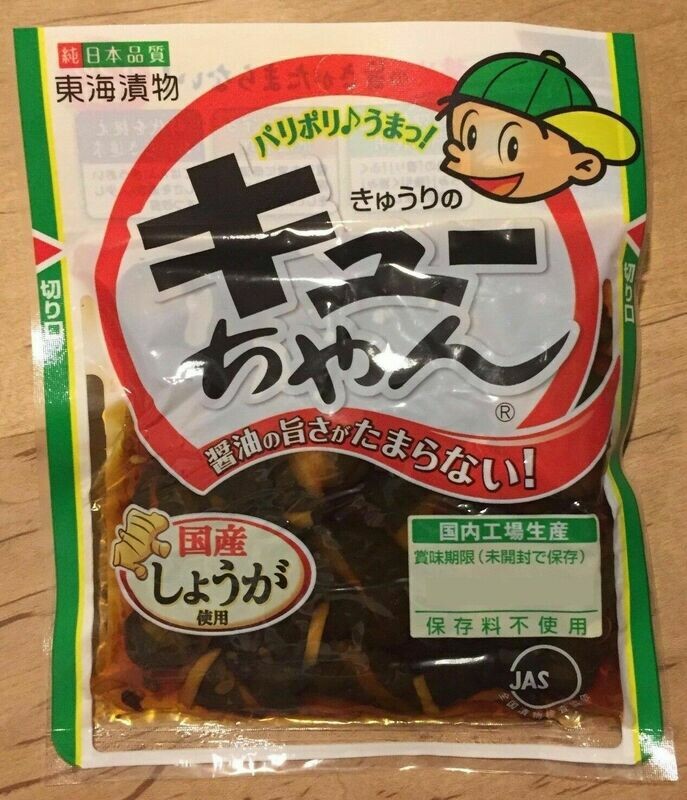 純日本品質
東海漬物
パリポリ♪うまっ!
きゅうりの
キューちゃん
®
醤油の旨さがたまらない!
切り口
切り口
国産
しょうが
使用
国内工場生産
賞味期限(未開封で保存)
保存料不使用
JAS